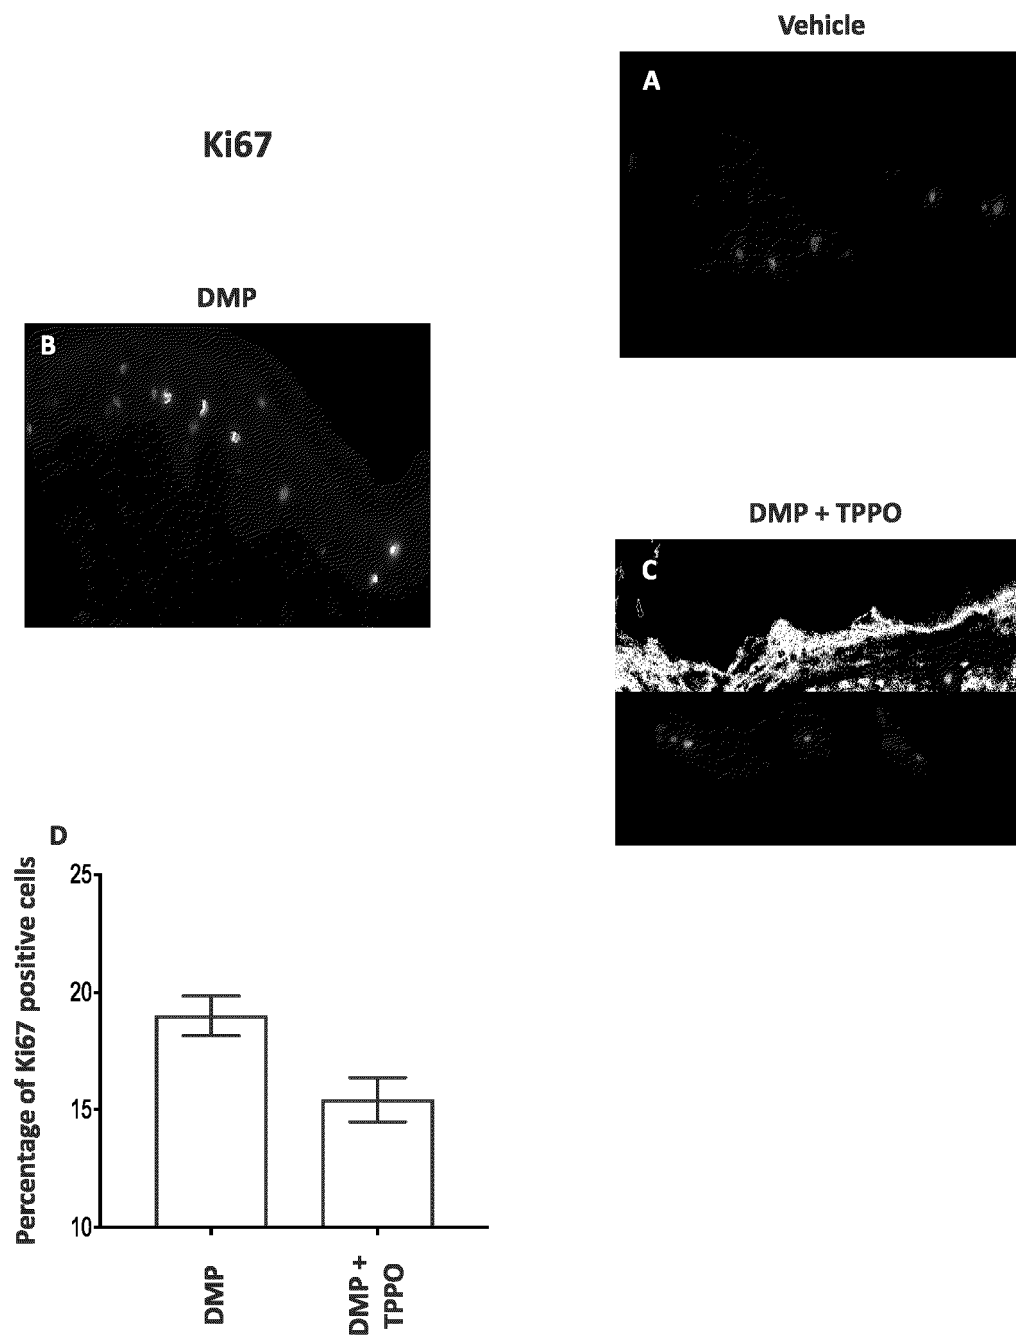 Vehicle
A
Ki67
DMP
B
DMP + TPPO
C
D
Percentage of Ki67 positive cells
25
20
15
10
DMP
DMP +
TPPO